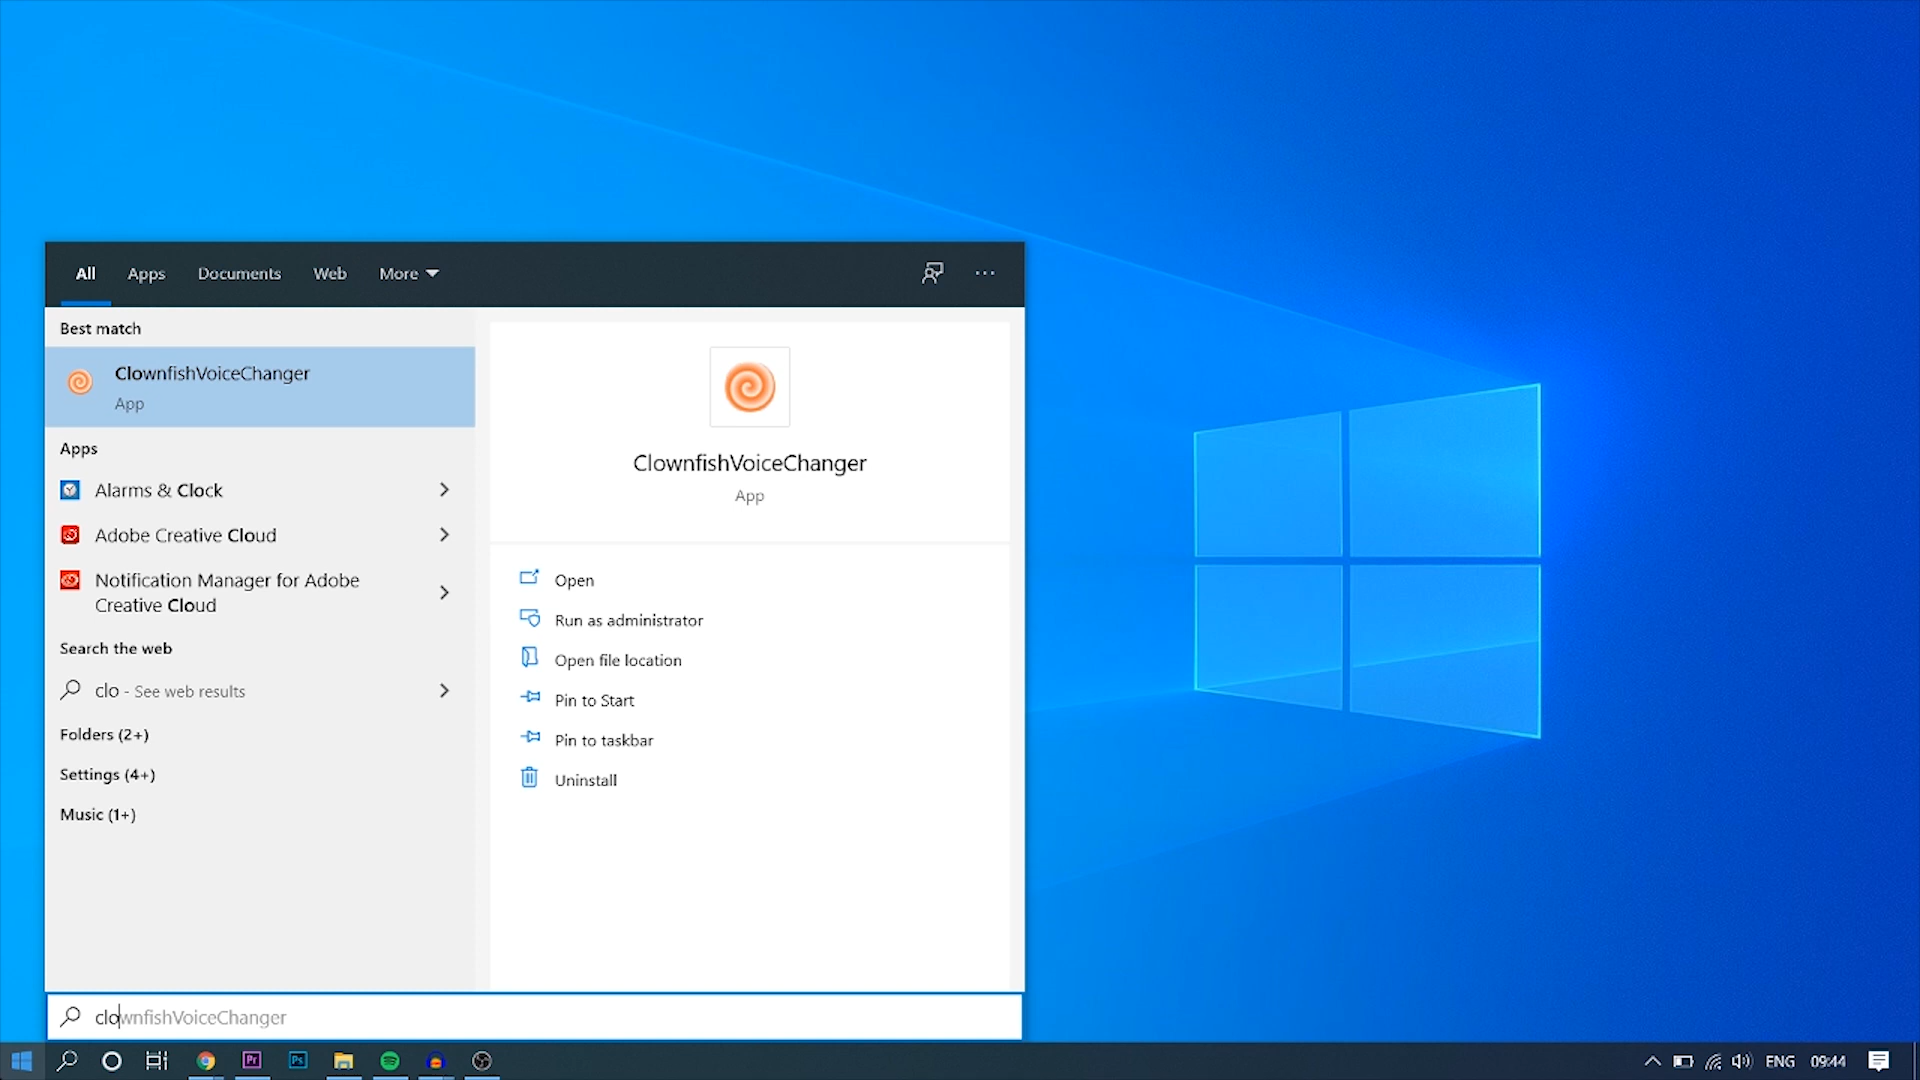 All Apps Documents Web More
Best match
ClownfishVoiceChanger
App
Apps
Alarms & Clock
Adobe Creative Cloud
Notification Manager for Adobe
Creative Cloud
Search the web
clo - See web results
Folders (2+)
Settings (4+)
Music (1+)
ClownfishVoiceChanger
App
Open
Run as administrator
Open file location
Pin to Start
Pin to taskbar
Uninstall
clownfishVoiceChanger
Pr Ps ENG 09:44